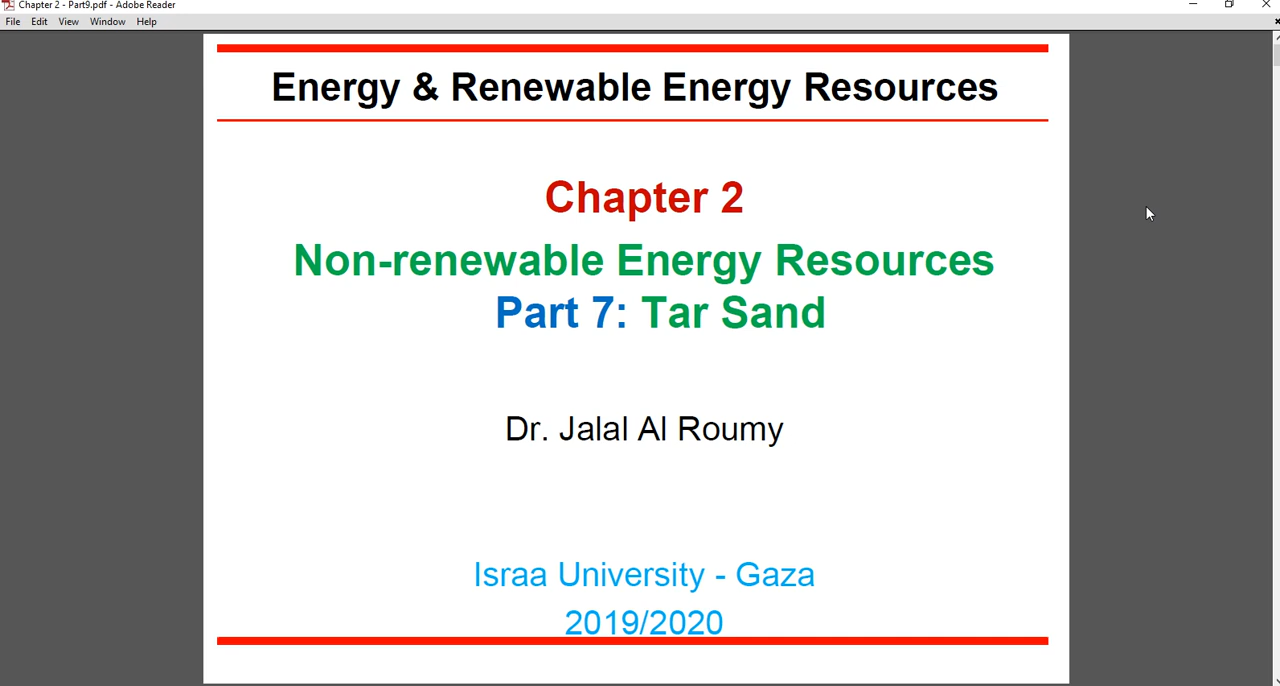 Chapter 2 - Part9.pdf - Adobe Reader
File Edit View Window Help
Energy & Renewable Energy Resources
Chapter 2
Non-renewable Energy Resources
Part 7: Tar Sand
Dr. Jalal Al Roumy
Israa University - Gaza
2019/2020